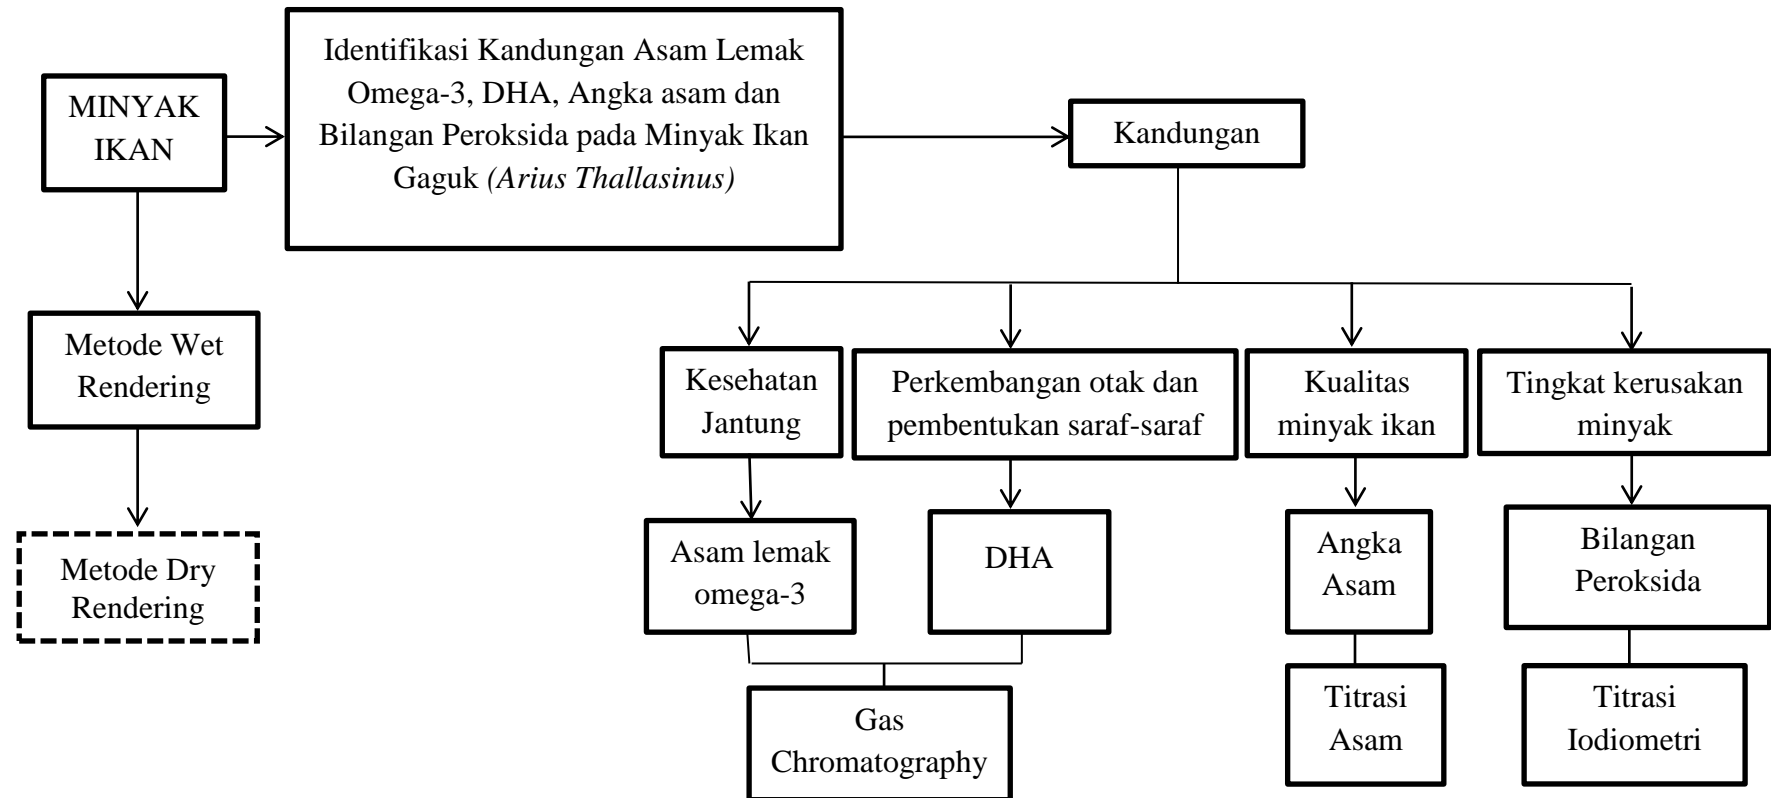 MINYAK
IKAN
Identifikasi Kandungan Asam Lemak
Omega-3, DHA, Angka asam dan
Bilangan Peroksida pada Minyak Ikan
Gaguk (Arius Thallasinus)
Kandungan
Metode Wet
Rendering
Metode Dry
Rendering
Kesehatan
Jantung
Perkembangan otak dan
pembentukan saraf-saraf
Kualitas
minyak ikan
Tingkat kerusakan
minyak
Asam lemak
omega-3
DHA
Angka
Asam
Bilangan
Peroksida
Gas
Chromatography
Titrasi
Asam
Titrasi
Iodiometri